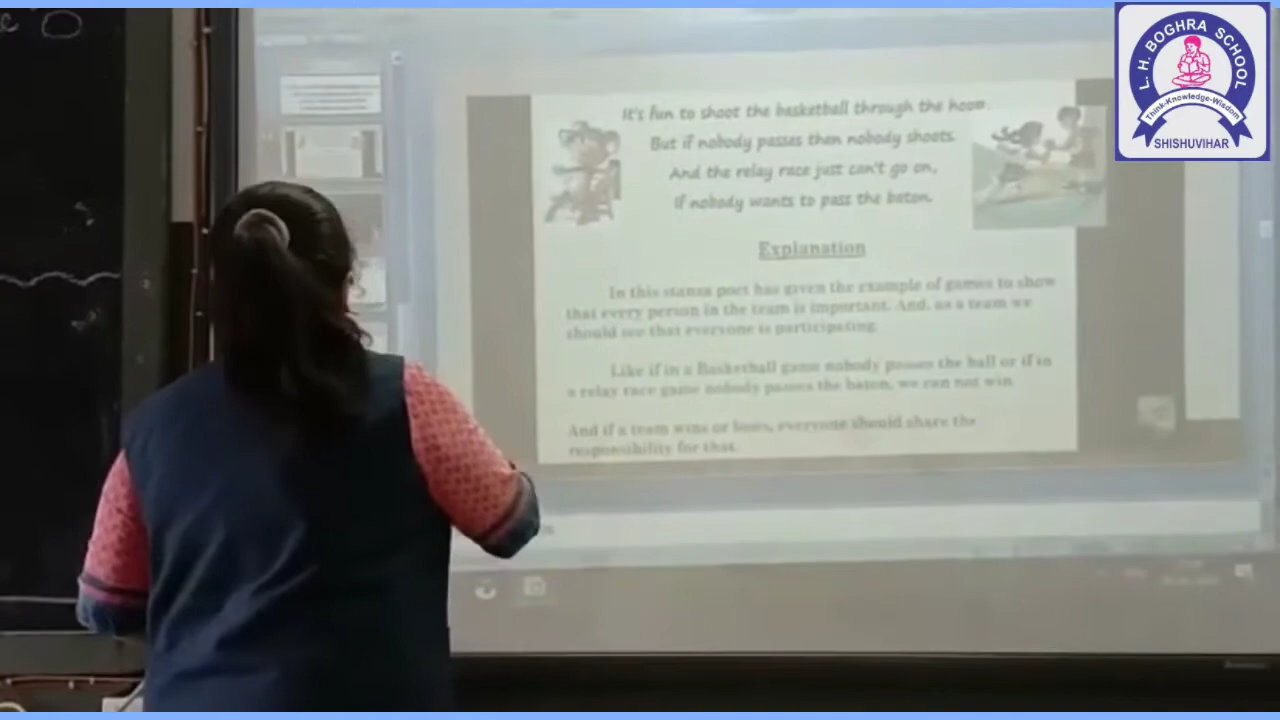 It's fun to shoot the basketball through the hoop
But if nobody passes then nobody shoots.
And the relay race just can't go on,
If nobody wants to pass the baton.
Explanation
In this stanza poet has given the example of games to show
that every person in the team is important. And, as a team we
should see that everyone is participating.
Like if in a Basketball game nobody passes the ball or if in
a relay race game nobody passes the baton, we can not win.
And if a team wins or loses, everyone should share the
responsibility for that.
L. H. BOGHRA SCHOOL
Think-Knowledge-Wisdom
SHISHUVIHAR